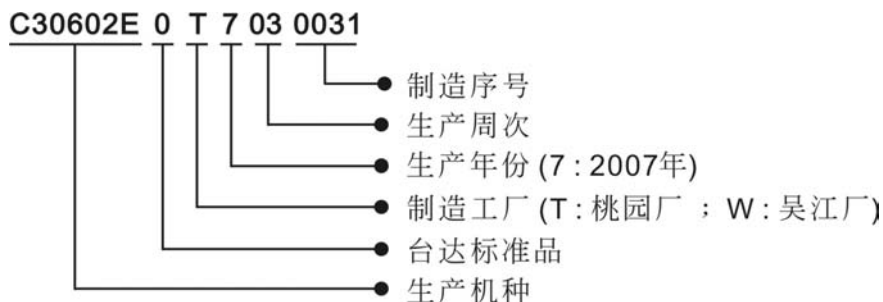 C30602E 0 T 7 03 0031
制造序号
生产周次
生产年份 (7 : 2007年)
制造工厂 (T : 桃园厂 ; W : 吴江厂)
台达标准品
生产机种